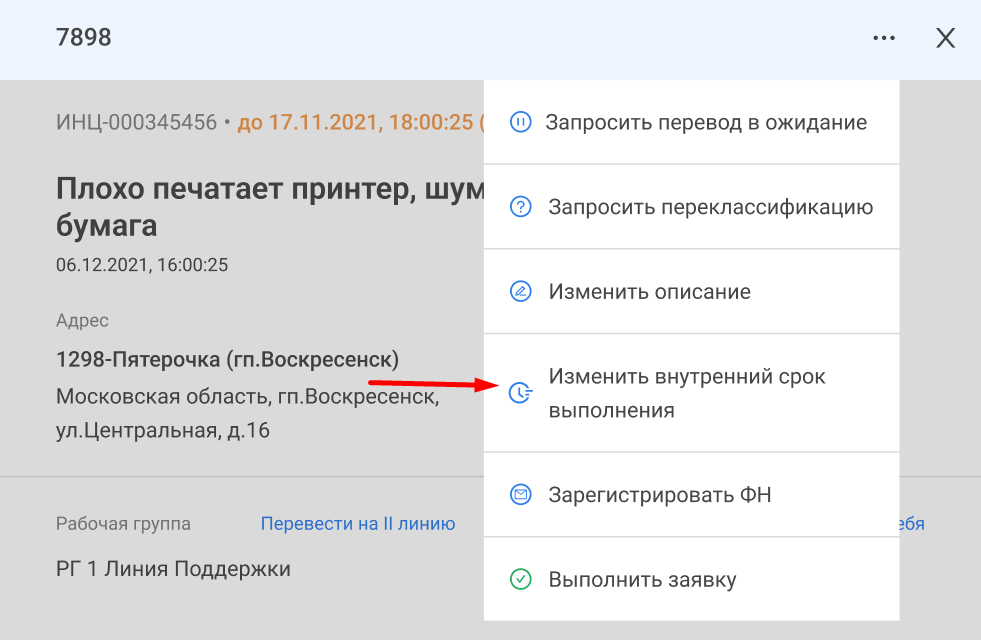 7898
ИНЦ-000345456 • до 17.11.2021, 18:00:25 (
Плохо печатает принтер, шум
бумага
06.12.2021, 16:00:25
Адрес
1298-Пятерочка (гп.Воскресенск)
Московская область, гп.Воскресенск,
ул.Центральная, д.16
Рабочая группа Перевести на II линию
РГ 1 Линия Поддержки
Запросить перевод в ожидание
Запросить переклассификацию
Изменить описание
Изменить внутренний срок
выполнения
Зарегистрировать ФН
Выполнить заявку